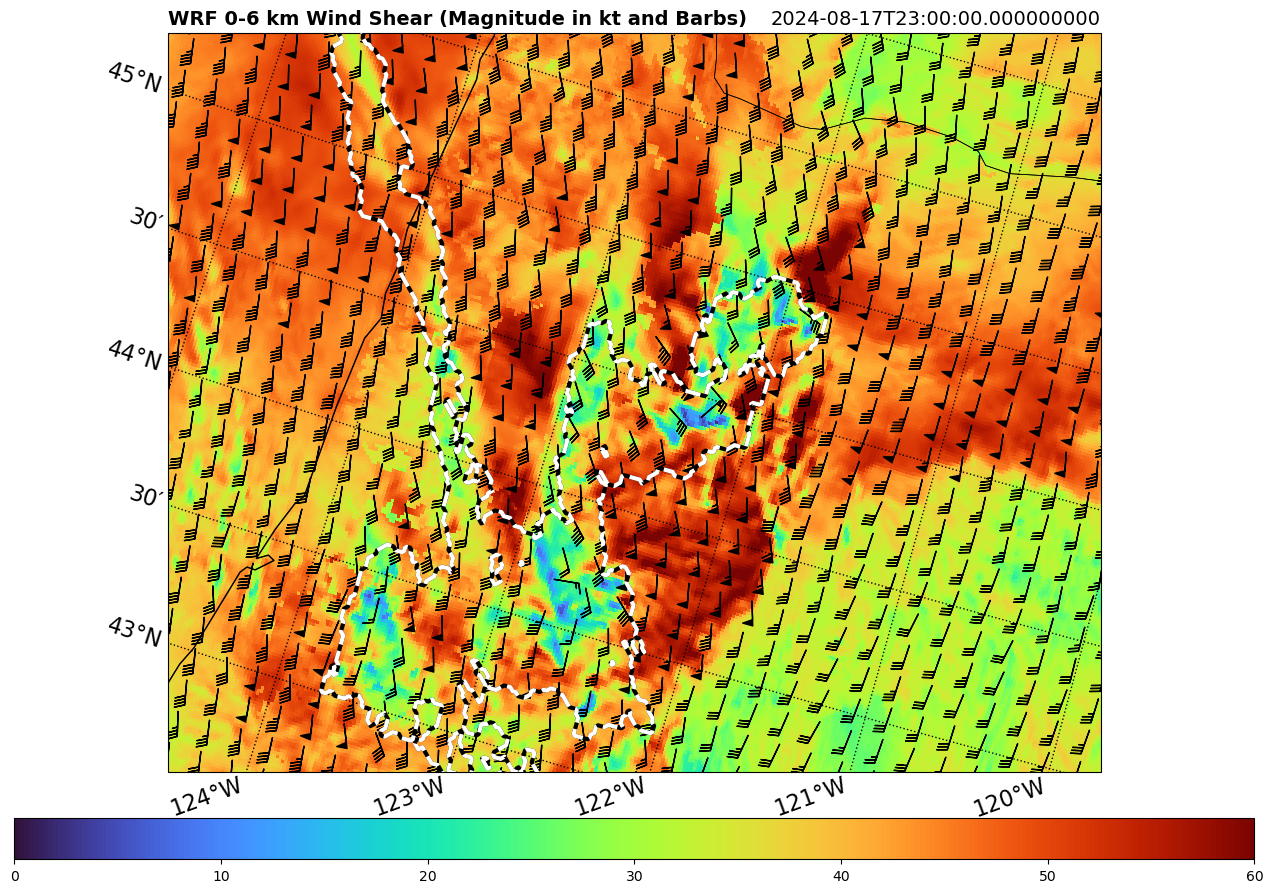 WRF 0-6 km Wind Shear (Magnitude in kt and Barbs) 2024-08-17T23:00:00.000000000
45°N
30′
44°N
30′
43°N
124°W 123°W 122°W 121°W 120°W
0 10 20 30 40 50 60